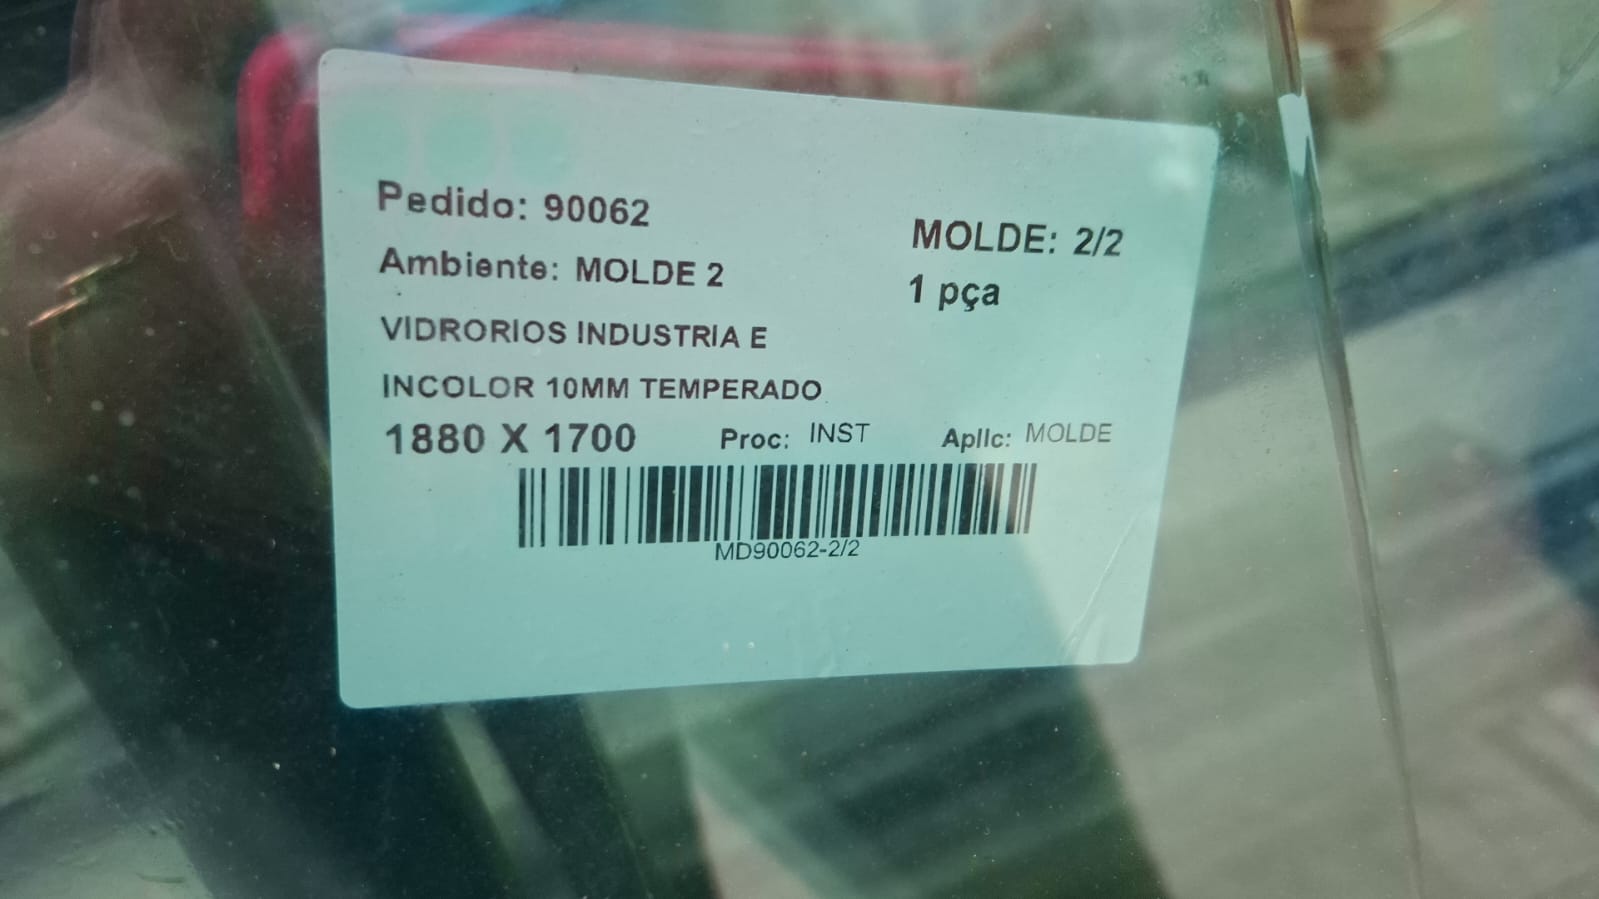 Pedido: 90062
MOLDE: 2/2
Ambiente: MOLDE 2
1 pça
VIDRORIOS INDUSTRIA E
INCOLOR 10MM TEMPERADO
1880 X 1700 Proc: INST Aplic: MOLDE
MD90062-2/2